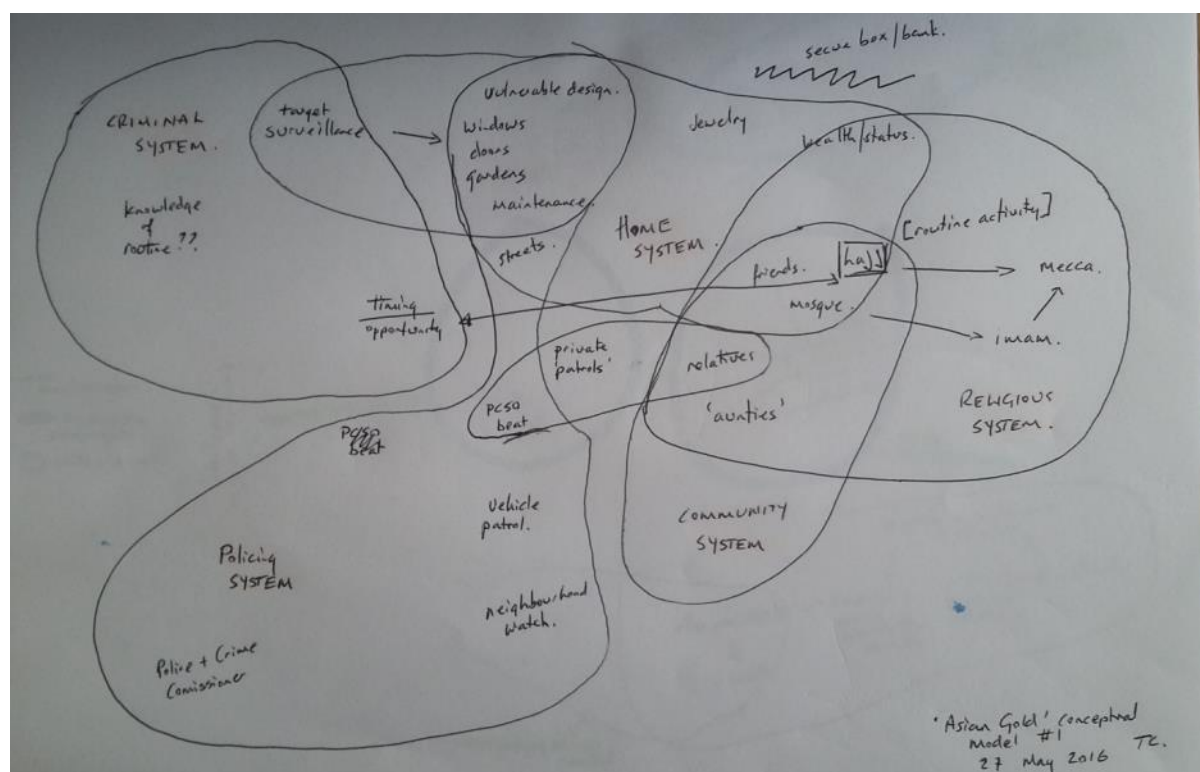 secure box/bank.
CRIMINAL
SYSTEM.
knowledge
of
routine??
target
surveillance
vulnerable design.
windows
doors
gardens
maintenance.
streets.
Jewelry
wealth/status.
HOME
SYSTEM.
[routine activity]
friends.
hajj
mecca.
mosque.
imam.
timing
opportunity
private
'patrols'
relatives
'aunties'
RELIGIOUS
SYSTEM.
PCSO
beat
PCSO
beat
vehicle
patrol.
COMMUNITY
SYSTEM
Policing
SYSTEM
neighbourhood
watch.
Police + Crime
Comissioner
'Asian Gold' conceptual
model #1
27 May 2016 TC.